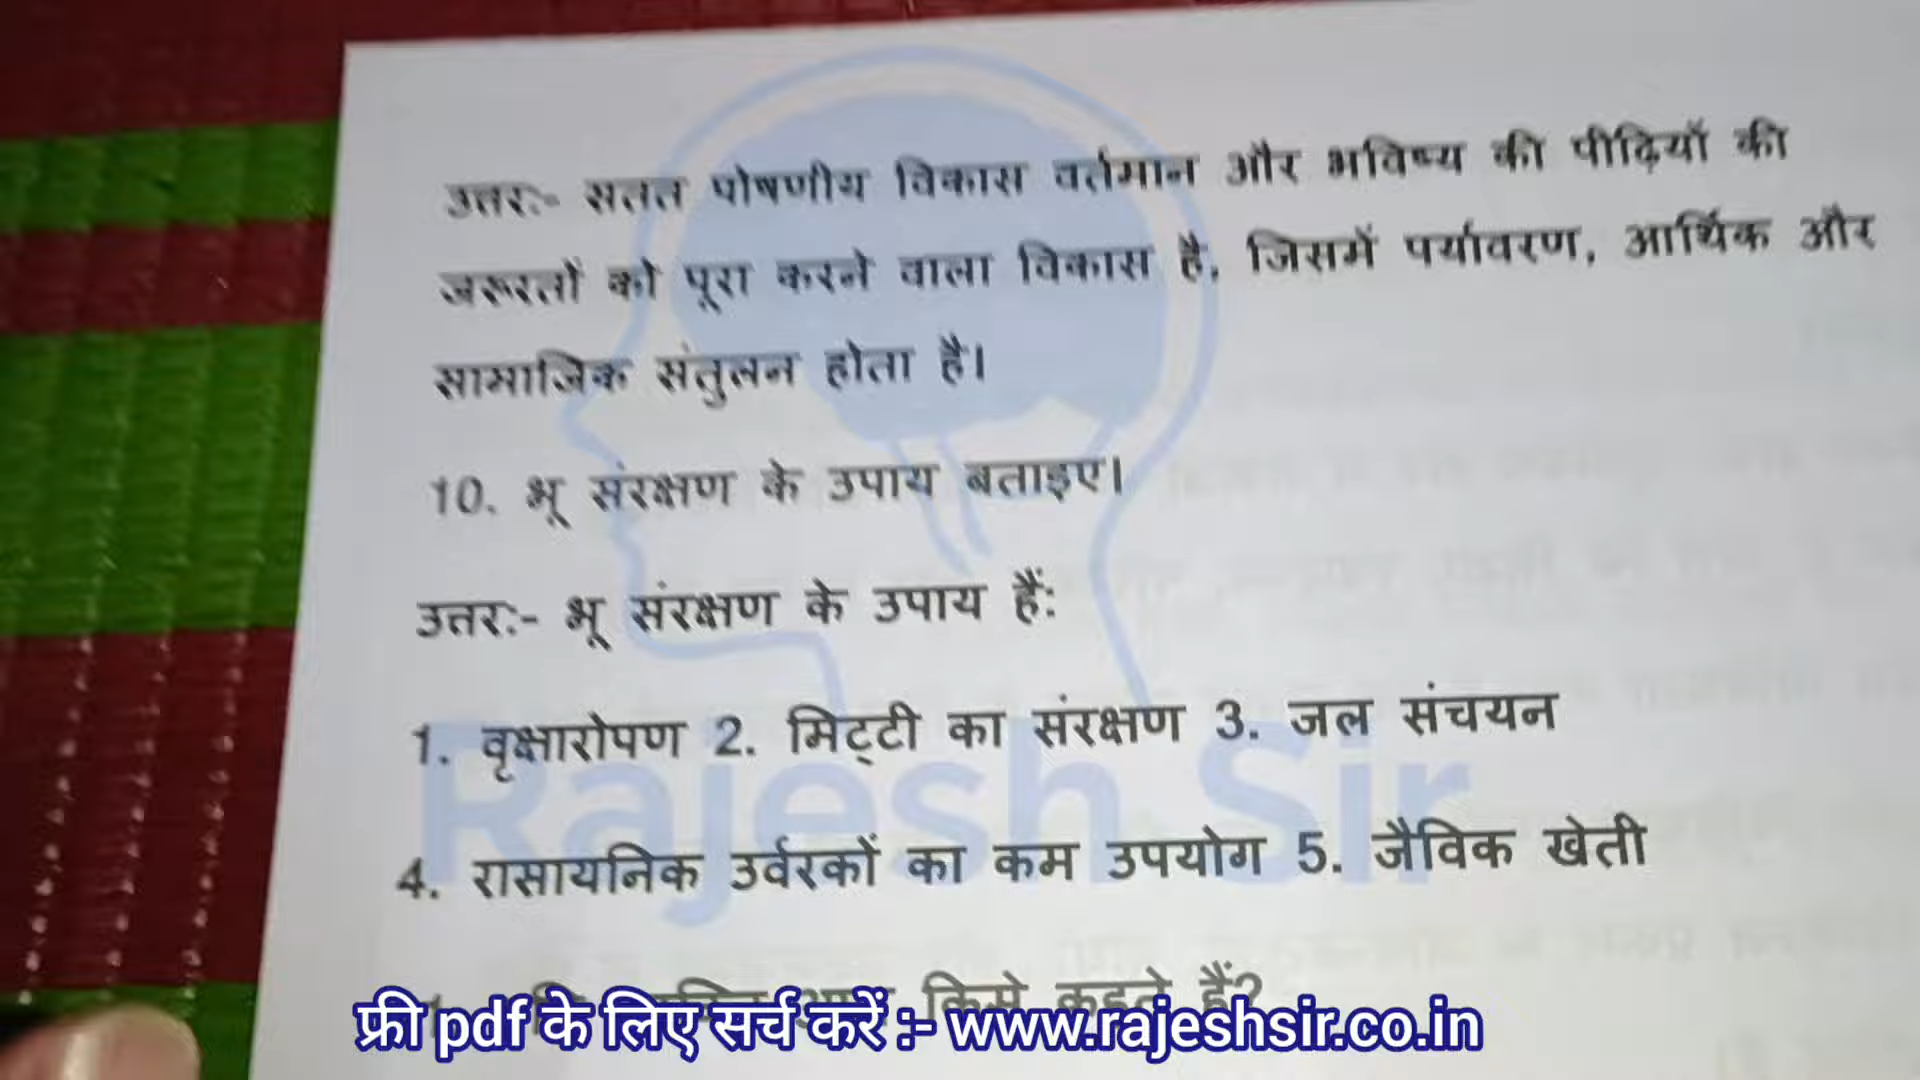 उत्तर:- सतत पोषणीय विकास वर्तमान और भविष्य की पीढ़ियों की
जरूरतों को पूरा करने वाला विकास है, जिसमें पर्यावरण, आर्थिक और
सामाजिक संतुलन होता है।
10. भू संरक्षण के उपाय बताइए।
उत्तर:- भू संरक्षण के उपाय हैं:
1. वृक्षारोपण 2. मिट्टी का संरक्षण 3. जल संचयन
Rajesh Sir
4. रासायनिक उर्वरकों का कम उपयोग 5. जैविक खेती
किसे कहते हैं?
फ्री pdf के लिए सर्च करें :- www.rajeshsir.co.in